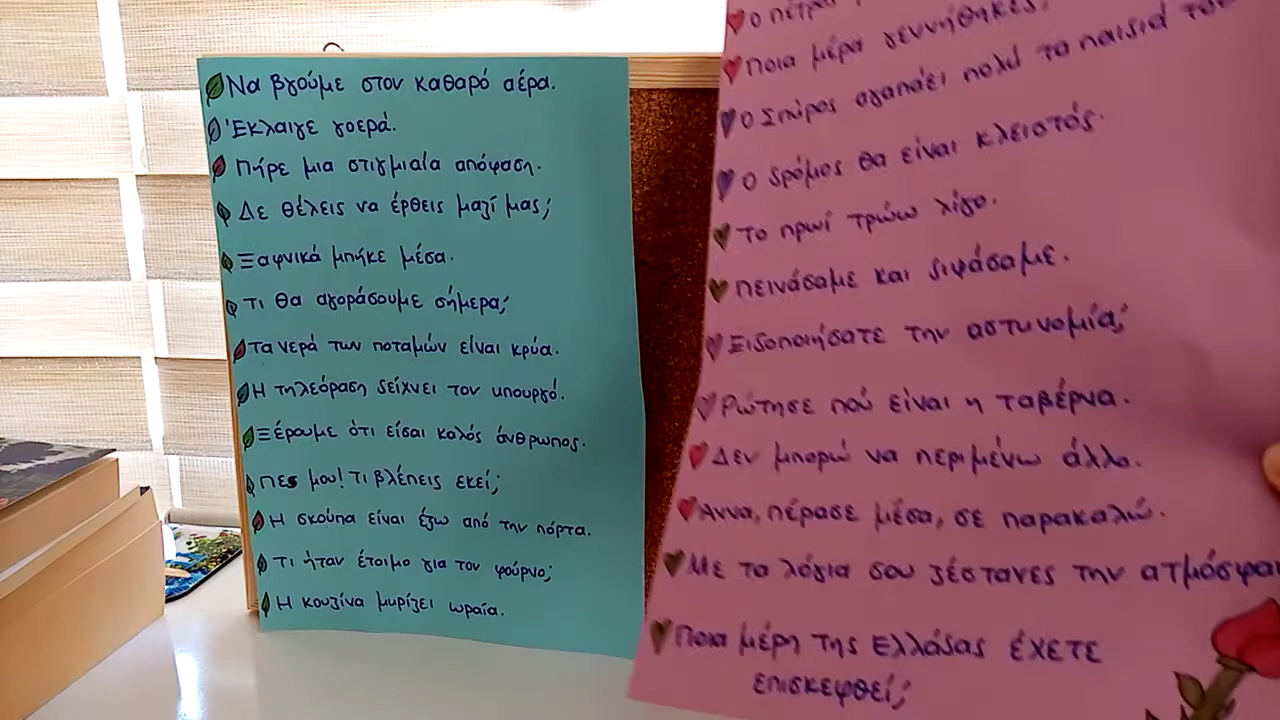 Να βγούμε στον καθαρό αέρα.
Έκλαιγε γοερά.
Πήρε μια στιγμιαία απόφαση.
Δε θέλεις να έρθεις μαζί μας;
Ξαφνικά μπήκε μέσα.
Τι θα αγοράσουμε σήμερα;
Τα νερά των ποταμών είναι κρύα.
Η τηλεόραση δείχνει τον υπουργό.
Ξέρουμε ότι είσαι καλός άνθρωπος.
Πες μου! Τι βλέπεις εκεί;
Η σκούπα είναι έξω από την πόρτα.
Τι ήταν έτοιμο για τον φούρνο;
Η κουζίνα μυρίζει ωραία.
Ο
Ποια μέρα γεννήθηκες;
Ο Σπύρος αγαπάει πολύ τα παιδιά του
Ο δρόμος θα είναι κλειστός.
Το πρωί τρώω λίγο.
Πεινάσαμε και διψάσαμε.
Ειδοποιήσατε την αστυνομία;
Ρώτησε πού είναι η ταβέρνα.
Δεν μπορώ να περιμένω άλλο.
Άννα, πέρασε μέσα, σε παρακαλώ.
Με τα λόγια σου ζέστανες την
Ποια μέρη της Ελλάδας έχετε
επισκεφθεί;